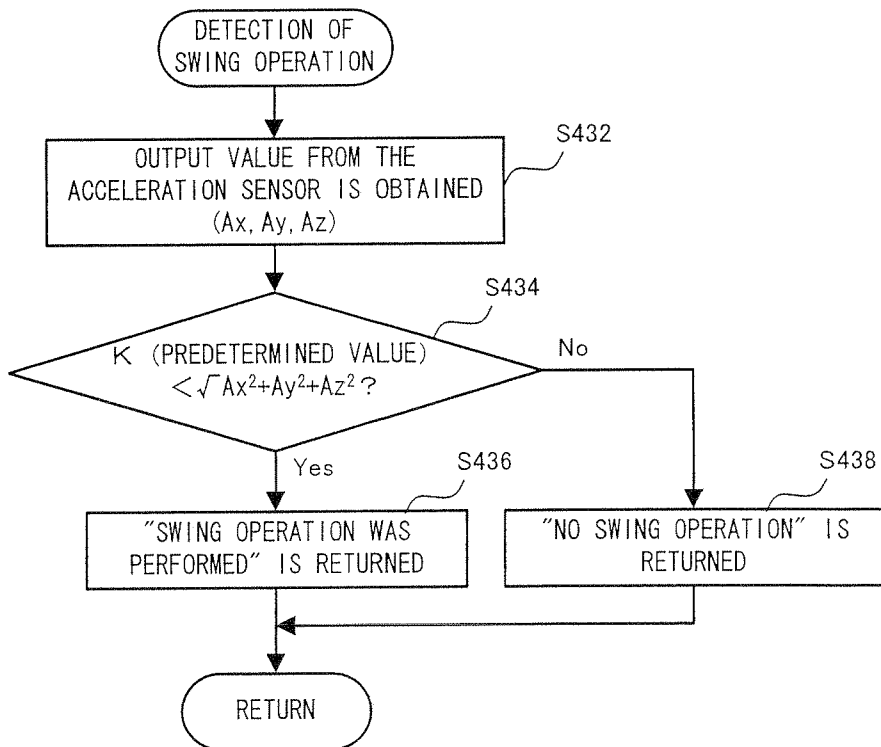 DETECTION OF
SWING OPERATION
S432
OUTPUT VALUE FROM THE
ACCELERATION SENSOR IS OBTAINED
(Ax, Ay, Az)
S434
K (PREDETERMINED VALUE)
<√Ax²+Ay²+Az²?
No
Yes
S436
"SWING OPERATION WAS
PERFORMED" IS RETURNED
S438
"NO SWING OPERATION" IS
RETURNED
RETURN